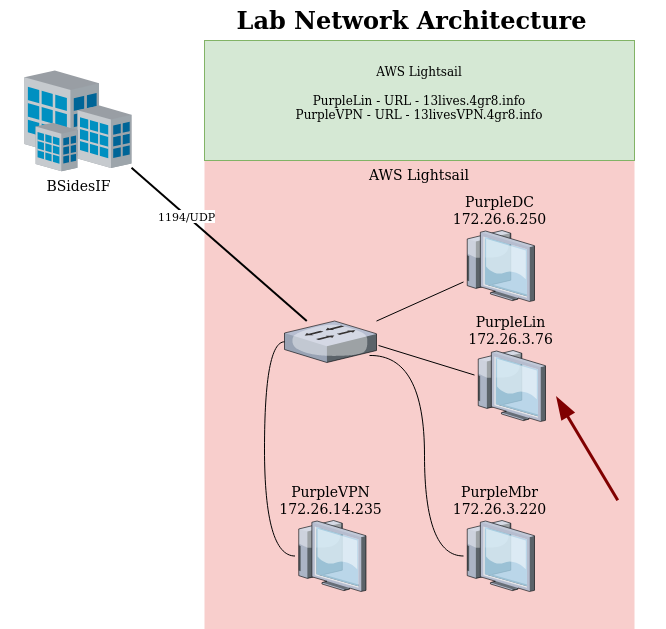 Lab Network Architecture
AWS Lightsail
PurpleLin - URL - 13lives.4gr8.info
PurpleVPN - URL - 13livesVPN.4gr8.info
BSidesIF
AWS Lightsail
1194/UDP
PurpleDC
172.26.6.250
PurpleLin
172.26.3.76
PurpleVPN
172.26.14.235
PurpleMbr
172.26.3.220